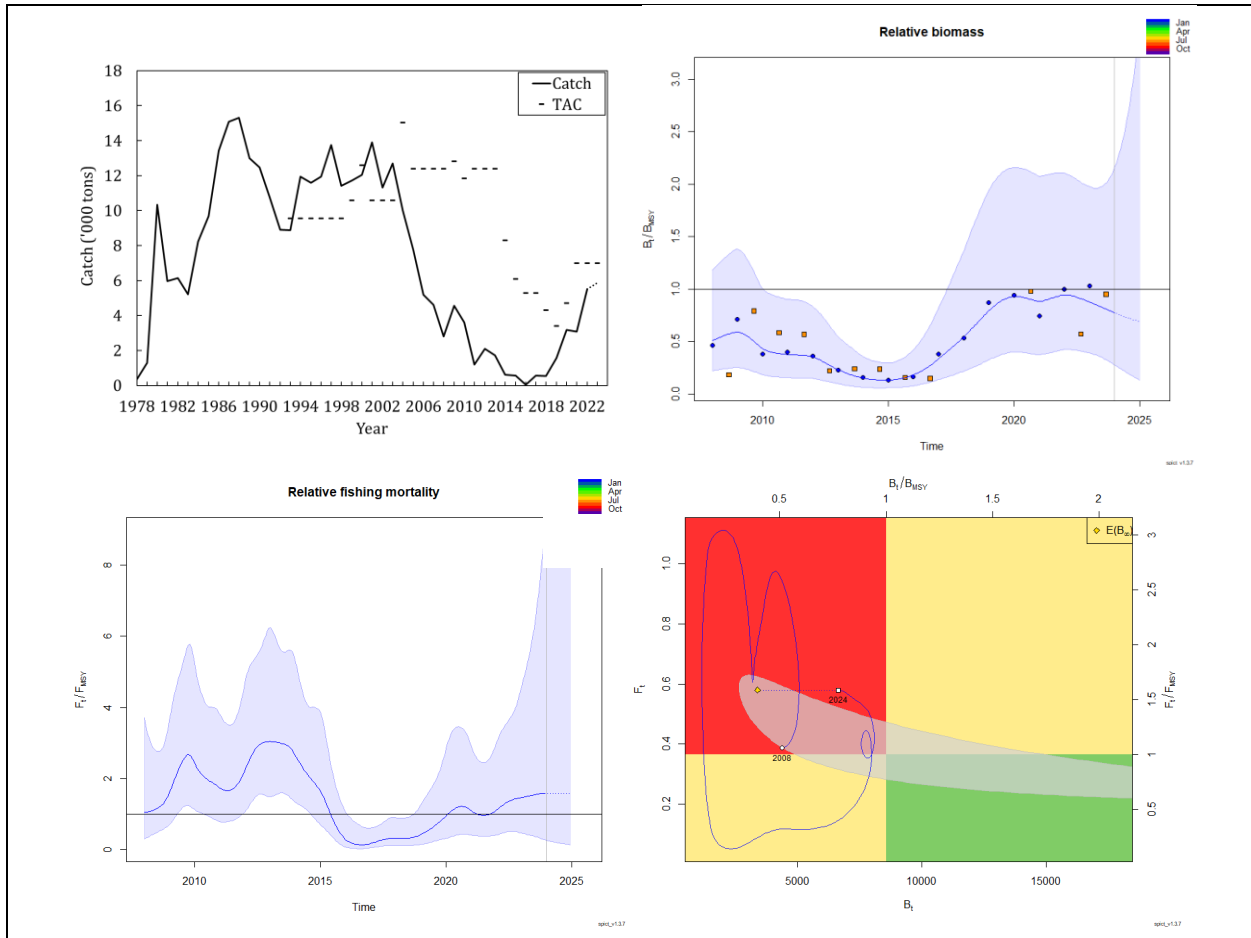 18
16
14
12
10
8
6
4
2
0
Catch ('000 tons)
Catch
TAC
1978 1982 1986 1990 1994 1998 2002 2006 2010 2014 2018 2022
Year
Relative biomass
Jan
Apr
Jul
Oct
3.0
2.5
2.0
1.5
1.0
0.5
0.0
Bt / BMSY
2010 2015 2020 2025
Time
spict_v1.3.7
Relative fishing mortality
Jan
Apr
Jul
Oct
8
6
4
2
0
Ft / FMSY
2010 2015 2020 2025
Time
spict_v1.3.7
Bt / BMSY
0.5 1 1.5 2
E(B∞)
1.0
0.8
0.6
0.4
0.2
Ft
3
2.5
2
1.5
1
0.5
Ft / FMSY
2024
2008
5000 10000 15000
Bt
spict_v1.3.7